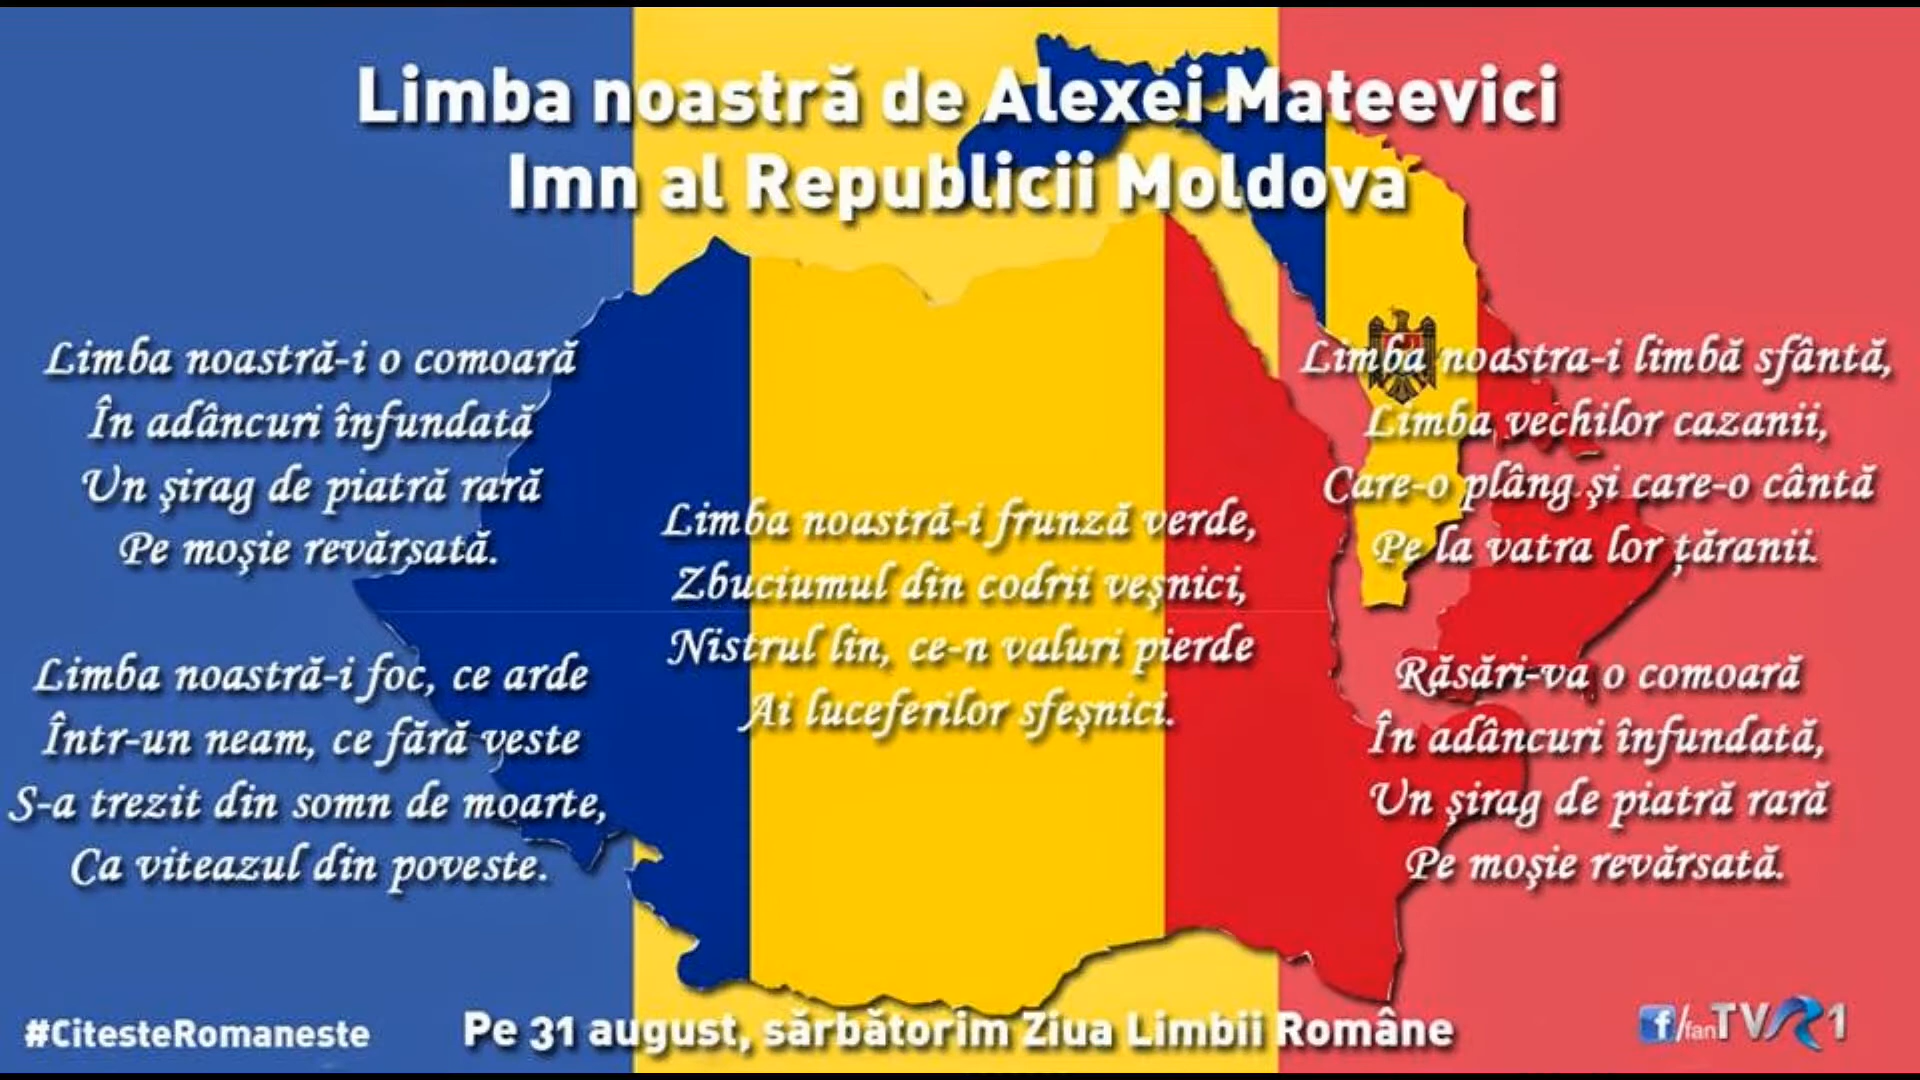 Limba noastră de Alexei Mateevici
Imn al Republicii Moldova
Limba noastră-i o comoară
În adâncuri înfundată
Un şirag de piatră rară
Pe moşie revărsată.
Limba noastră-i foc, ce arde
Într-un neam, ce fără veste
S-a trezit din somn de moarte,
Ca viteazul din poveste.
Limba noastră-i frunză verde,
Zbuciumul din codrii veşnici,
Nistrul lin, ce-n valuri pierde
Ai luceferilor sfeşnici.
Limba noastra-i limbă sfântă,
Limba vechilor cazanii,
Care-o plâng şi care-o cântă
Pe la vatra lor țăranii.
Răsări-va o comoară
În adâncuri înfundată,
Un şirag de piatră rară
Pe moşie revărsată.
#CitesteRomaneste
Pe 31 august, sărbătorim Ziua Limbii Române
f/fanTVR1